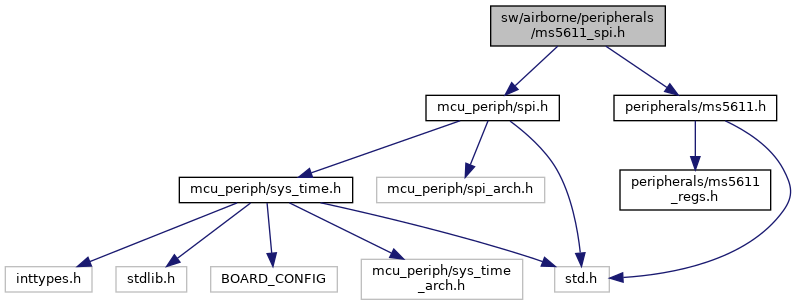 sw/airborne/peripherals
/ms5611_spi.h
mcu_periph/spi.h
peripherals/ms5611.h
mcu_periph/sys_time.h
mcu_periph/spi_arch.h
peripherals/ms5611
_regs.h
inttypes.h
stdlib.h
BOARD_CONFIG
mcu_periph/sys_time
_arch.h
std.h